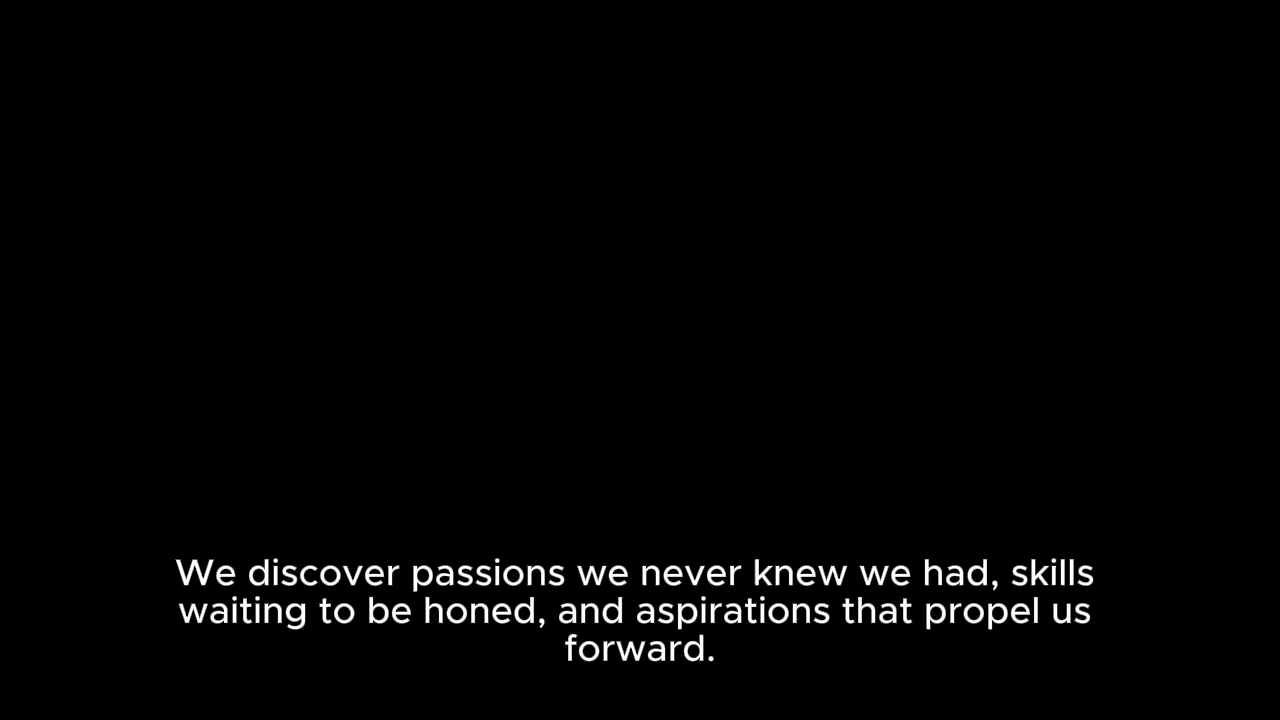 We discover passions we never knew we had, skills
waiting to be honed, and aspirations that propel us
forward.